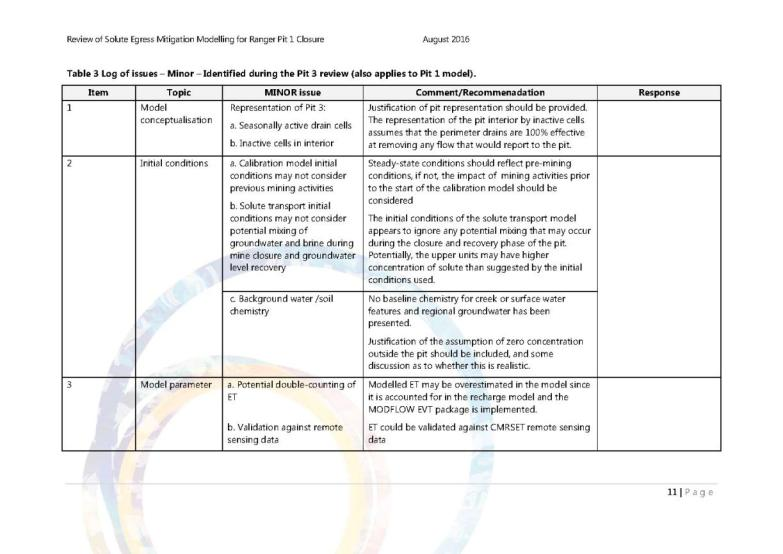 Review of Solute Egress Mitigation Modelling for Ranger Pit 1 Closure August 2016
Table 3 Log of issues – Minor – Identified during the Pit 3 review (also applies to Pit 1 model).
Item Topic MINOR issue Comment/Recommenadation Response
1
Model
conceptualisation
Representation of Pit 3:
a. Seasonally active drain cells
b. Inactive cells in interior
Justification of pit representation should be provided.
The representation of the pit interior by inactive cells
assumes that the perimeter drains are 100% effective
at removing any flow that would report to the pit.
2
Initial conditions
a. Calibration model initial
conditions may not consider
previous mining activities
b. Solute transport initial
conditions may not consider
potential mixing of
groundwater and brine during
mine closure and groundwater
level recovery
Steady-state conditions should reflect pre-mining
conditions, if not, the impact of mining activities prior
to the start of the calibration model should be
considered
The initial conditions of the solute transport model
appears to ignore any potential mixing that may occur
during the closure and recovery phase of the pit.
Potentially, the upper units may have higher
concentration of solute than suggested by the initial
conditions used.
c. Background water /soil
chemistry
No baseline chemistry for creek or surface water
features and regional groundwater has been
presented.
Justification of the assumption of zero concentration
outside the pit should be included, and some
discussion as to whether this is realistic.
3
Model parameter
a. Potential double-counting of
ET
Modelled ET may be overestimated in the model since
it is accounted for in the recharge model and the
MODFLOW EVT package is implemented.
b. Validation against remote
sensing data
ET could be validated against CMRSET remote sensing
data
11 | Page